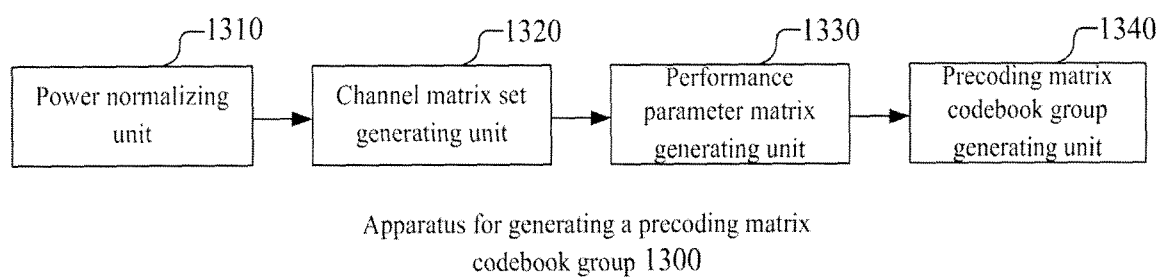 1310
1320
1330
1340
Power normalizing
unit
Channel matrix set
generating unit
Performance
parameter matrix
generating unit
Precoding matrix
codebook group
generating unit
Apparatus for generating a precoding matrix
codebook group 1300